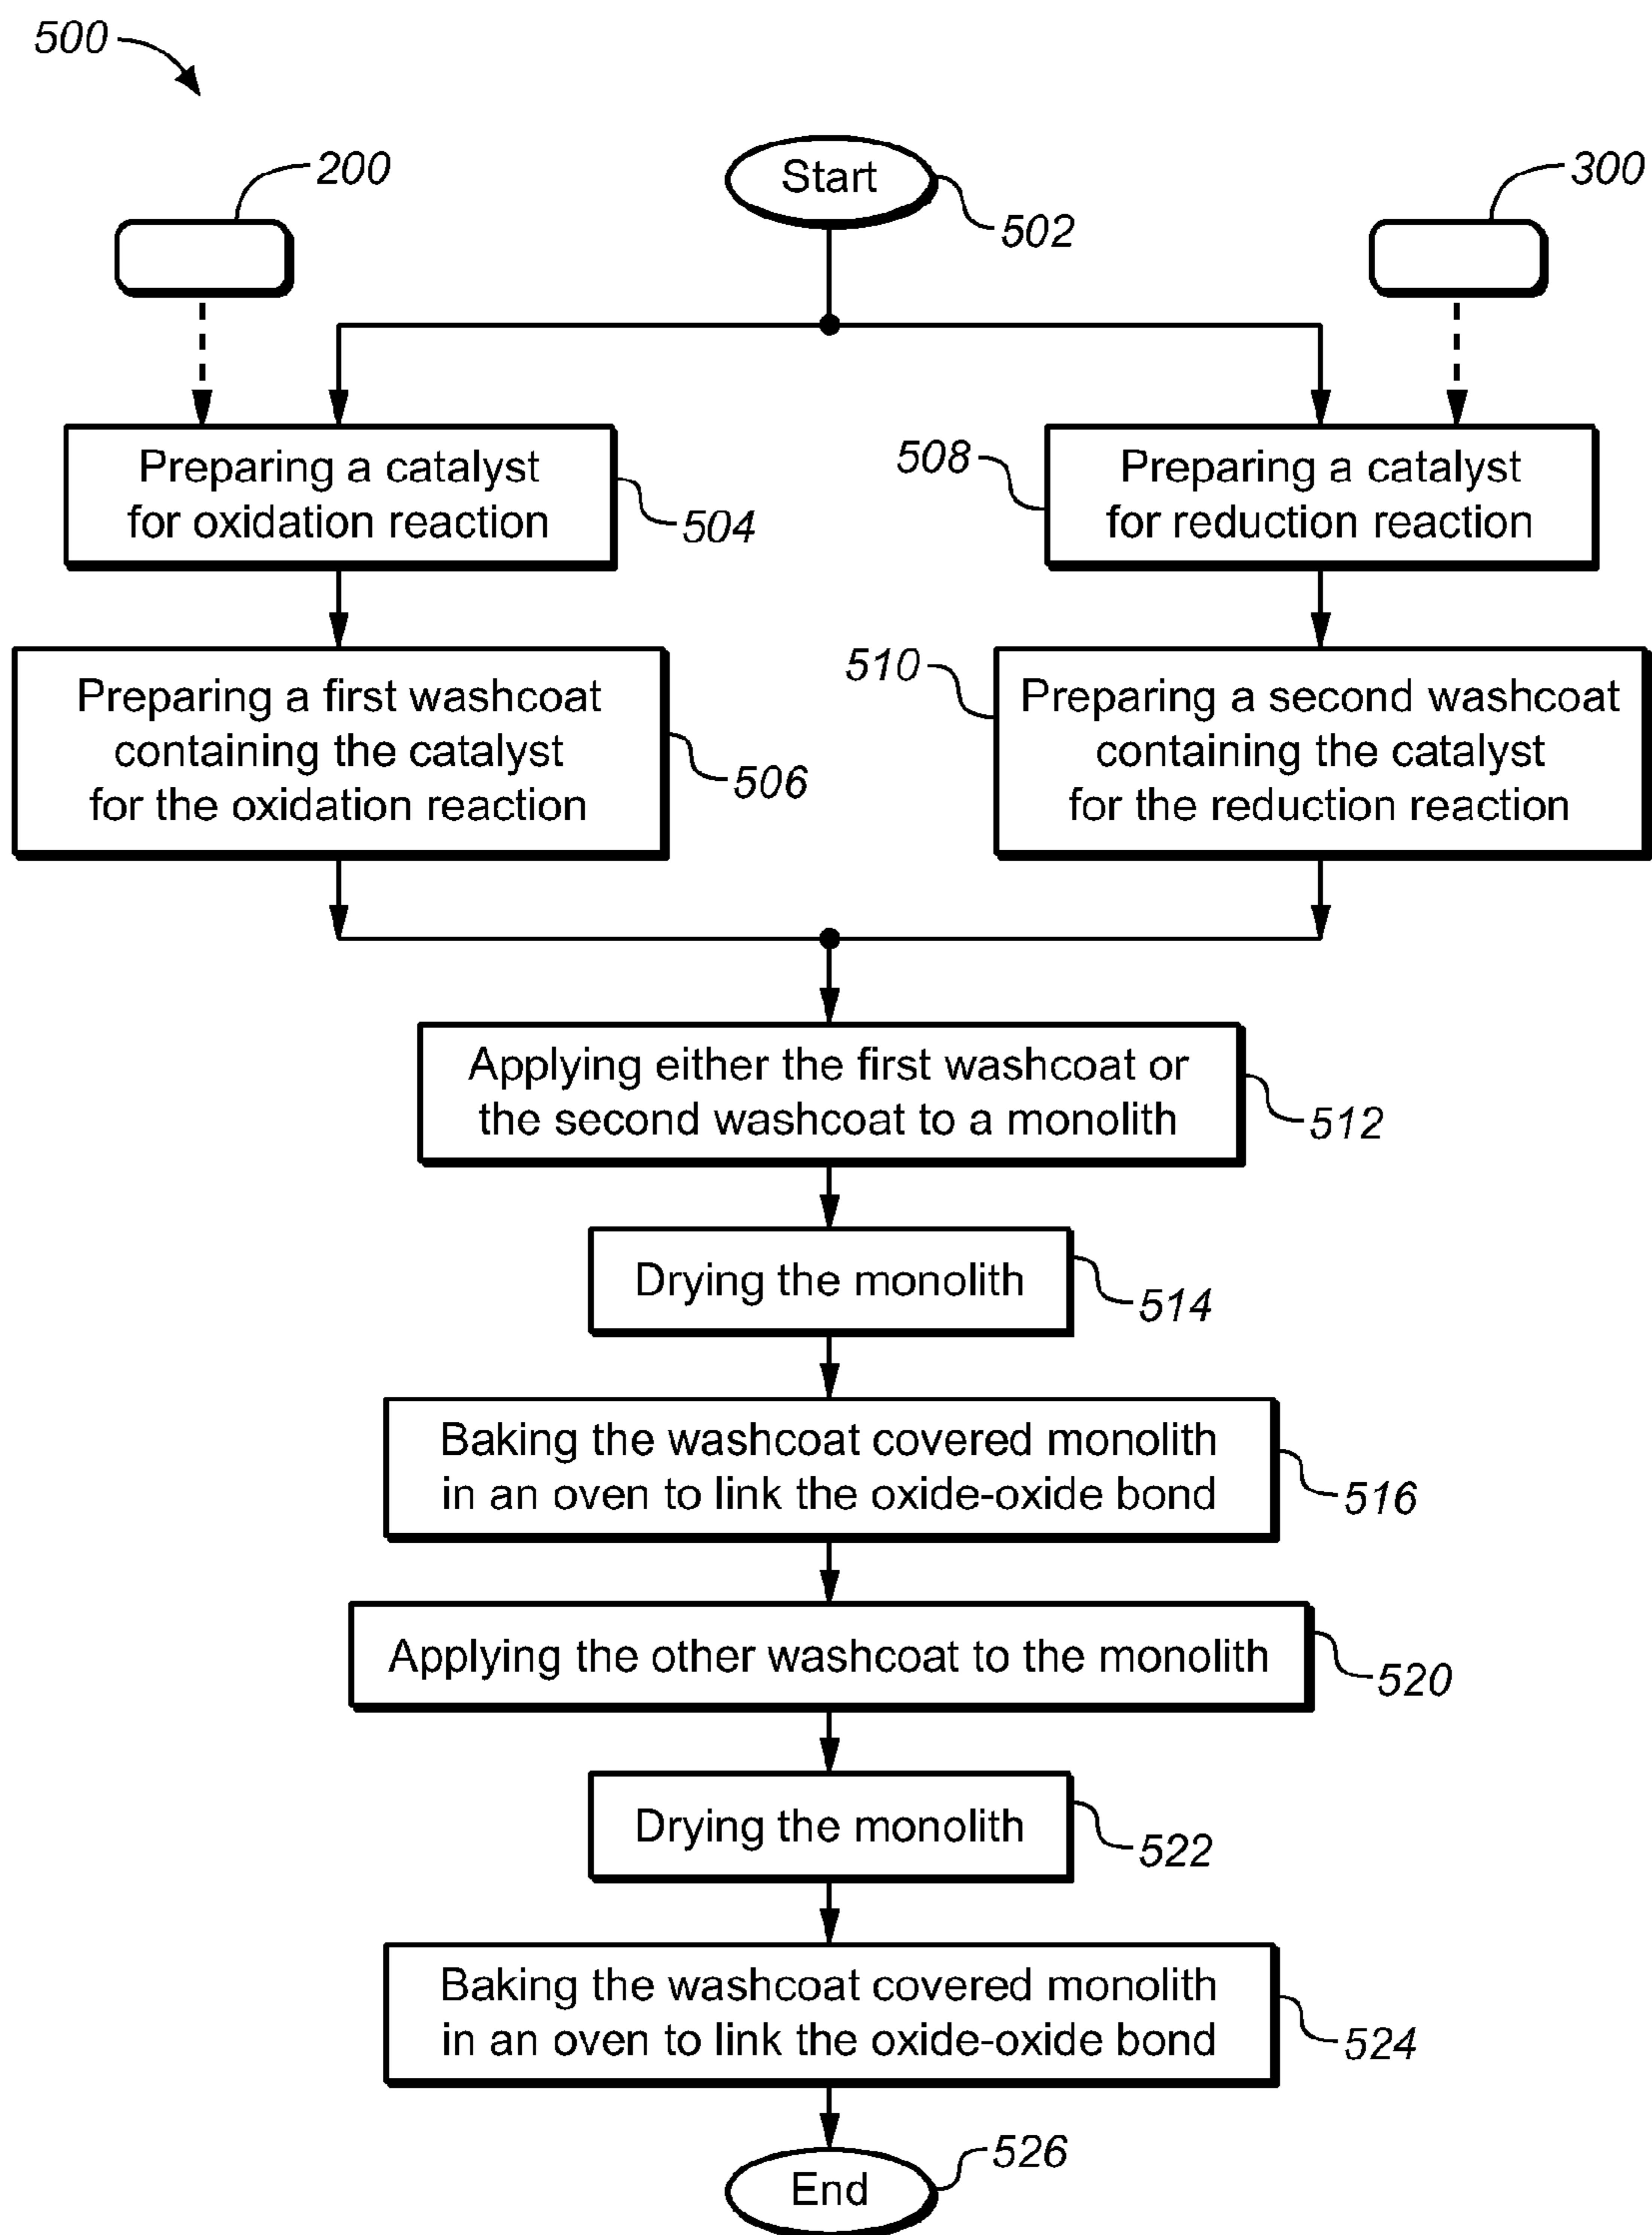 500
200
Start
502
300
Preparing a catalyst
for oxidation reaction
504
508
Preparing a catalyst
for reduction reaction
Preparing a first washcoat
containing the catalyst
for the oxidation reaction
506
510
Preparing a second washcoat
containing the catalyst
for the reduction reaction
Applying either the first washcoat or
the second washcoat to a monolith
512
Drying the monolith
514
Baking the washcoat covered monolith
in an oven to link the oxide-oxide bond
516
Applying the other washcoat to the monolith
520
Drying the monolith
522
Baking the washcoat covered monolith
in an oven to link the oxide-oxide bond
524
End
526